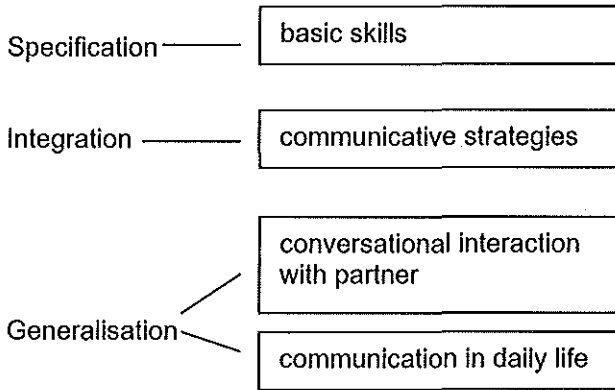 Specification
basic skills
Integration
communicative strategies
Generalisation
conversational interaction
with partner
communication in daily life